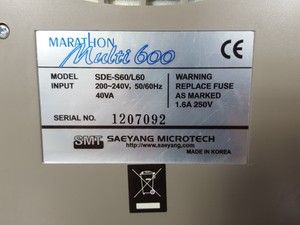 MARATHON
Multi 600
CE
MODEL SDE-S60/L60 WARNING
INPUT 200~240V, 50/60Hz REPLACE FUSE
40VA AS MARKED
1.6A 250V
SERIAL NO. 1207092
SMT SAEYANG MICROTECH
http://www.saeyang.com
MADE IN KOREA